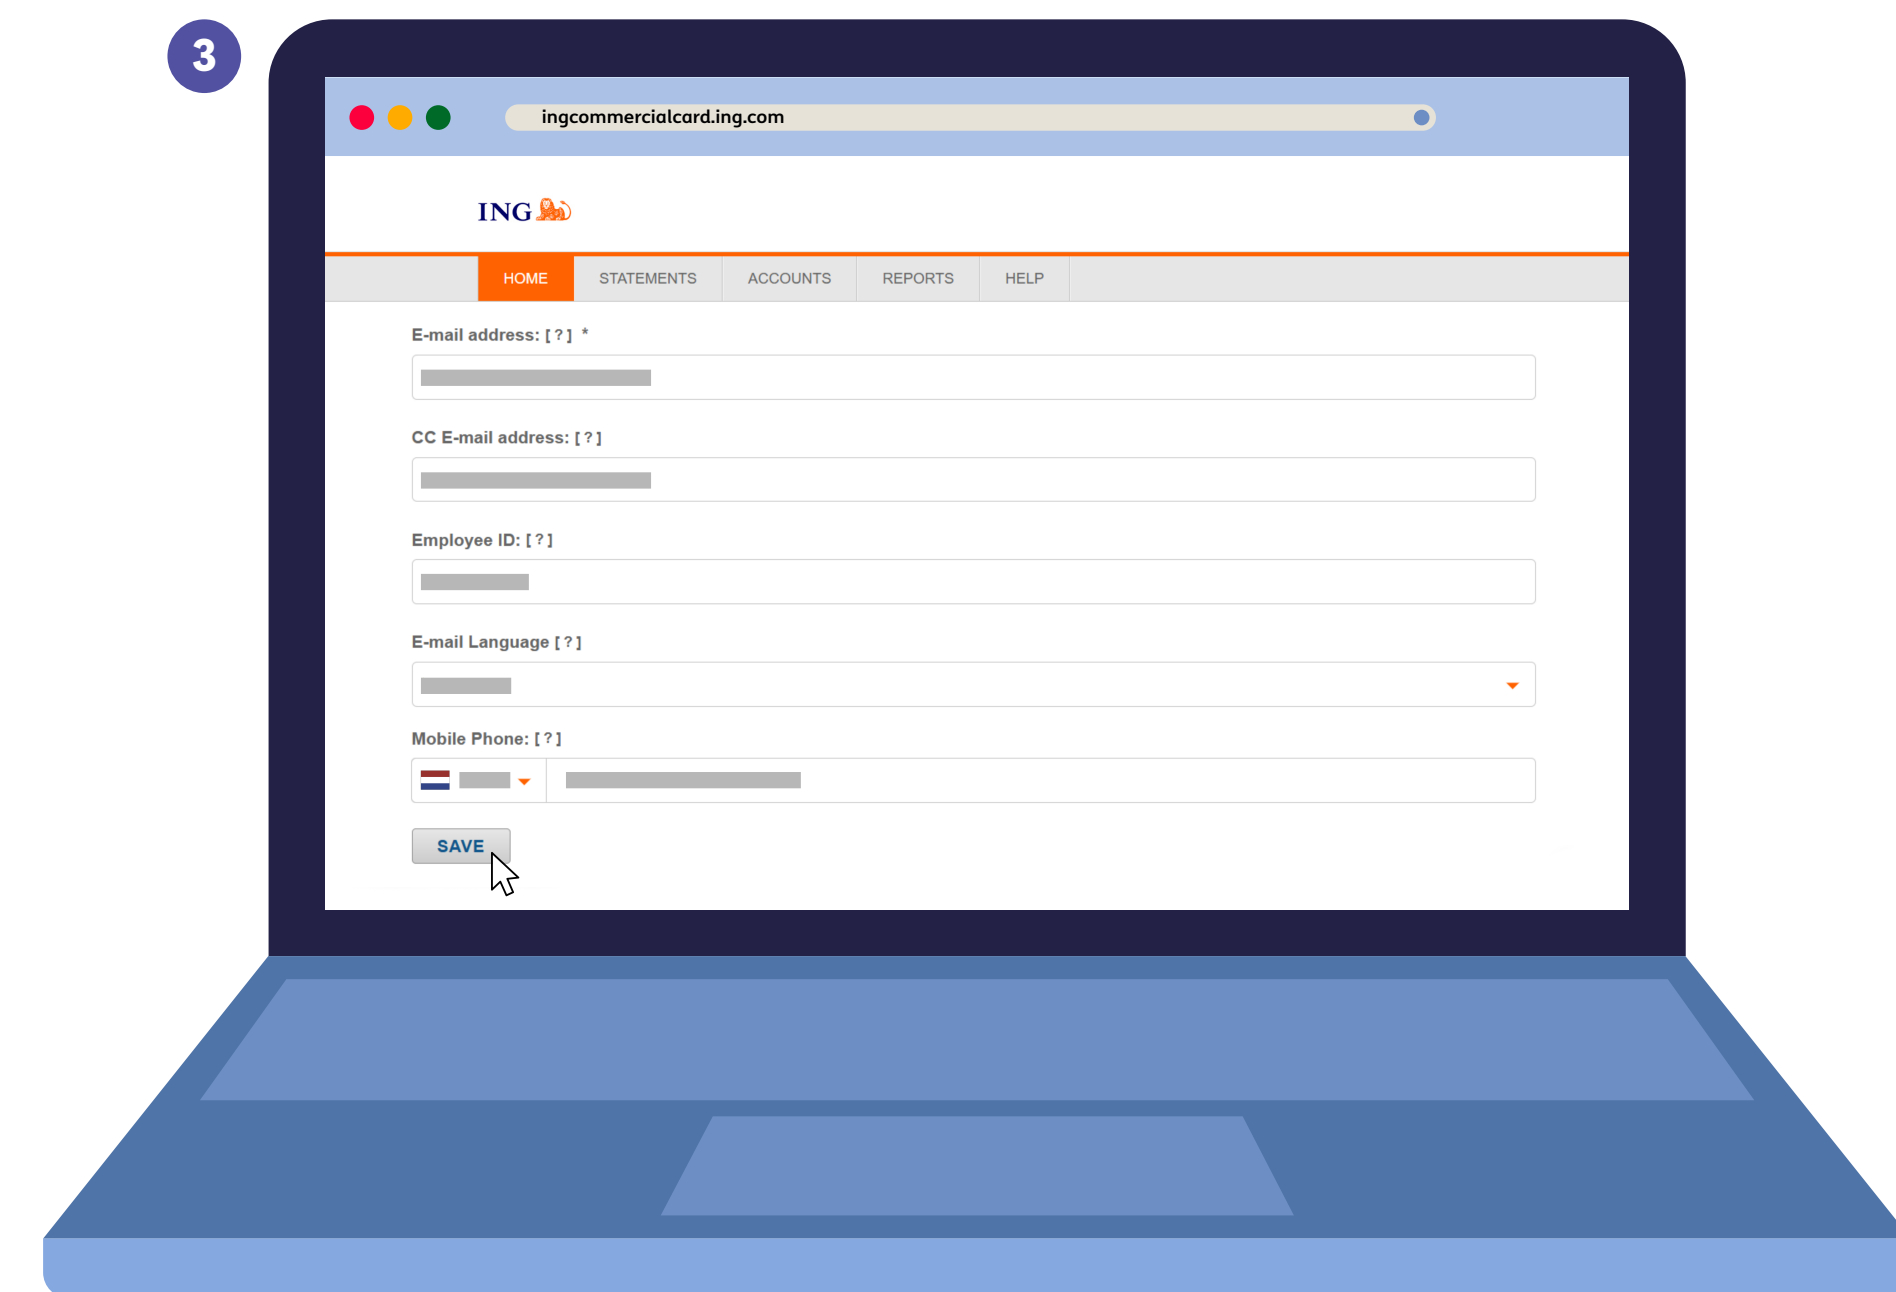 3
ingcommercialcard.ing.com
ING
HOME STATEMENTS ACCOUNTS REPORTS HELP
E-mail address: [?] *
CC E-mail address: [?]
Employee ID: [?]
E-mail Language [?]
Mobile Phone: [?]
SAVE